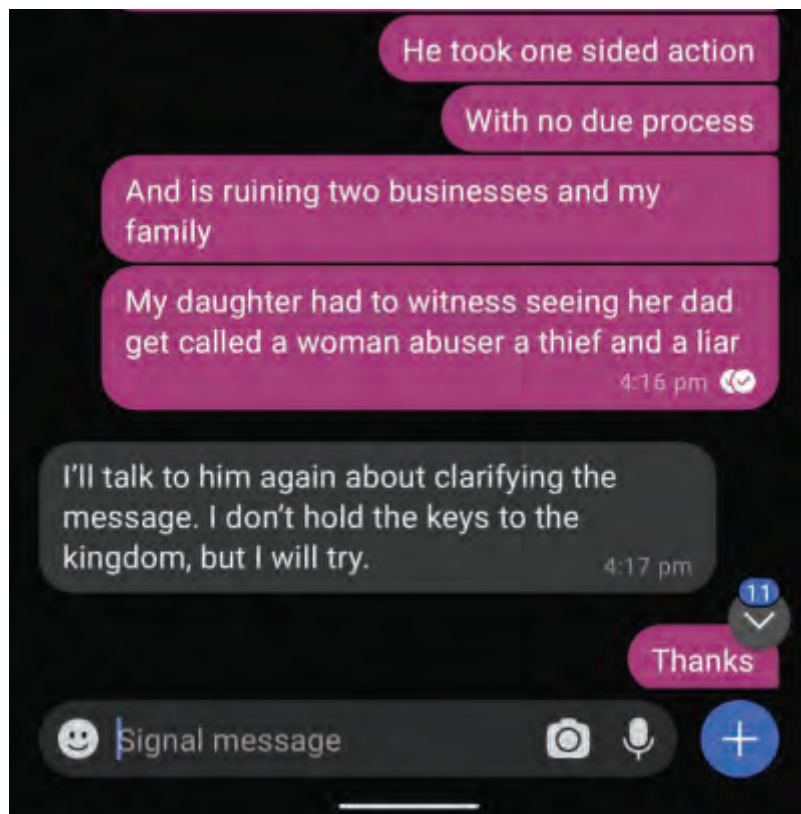 He took one sided action
With no due process
And is ruining two businesses and my
family
My daughter had to witness seeing her dad
get called a woman abuser a thief and a liar
4:16 pm
I'll talk to him again about clarifying the
message. I don't hold the keys to the
kingdom, but I will try.
4:17 pm
11
Thanks
Signal message